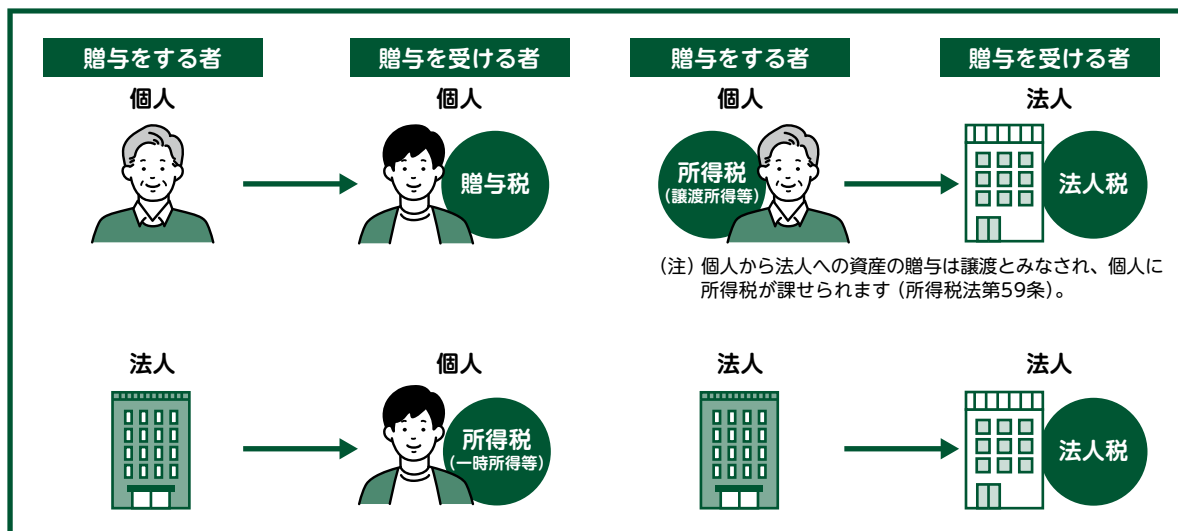 贈与をする者
贈与を受ける者
個人
個人
贈与税
贈与をする者
贈与を受ける者
個人
法人
所得税
(譲渡所得等)
法人税
(注) 個人から法人への資産の贈与は譲渡とみなされ、個人に
所得税が課せられます (所得税法第59条)。
法人
個人
所得税
(一時所得等)
法人
法人
法人税